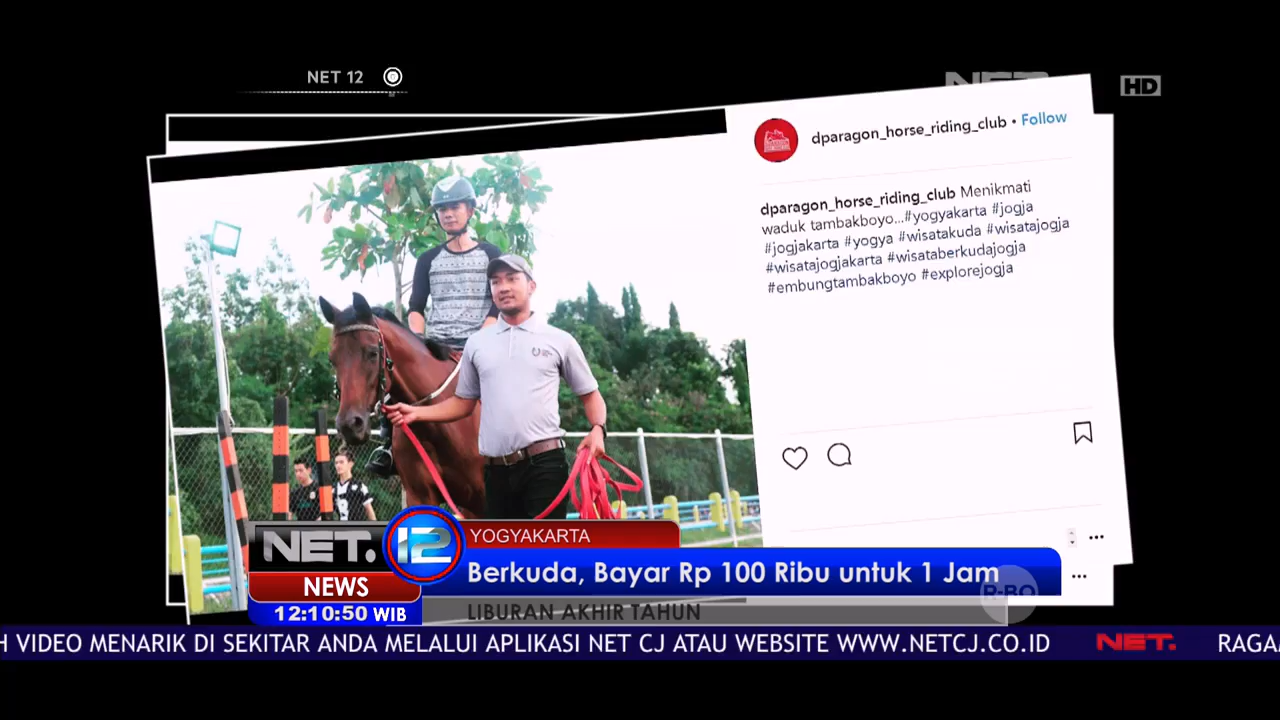 NET 12
NET.
HD
dparagon_horse_riding_club • Follow
dparagon_horse_riding_club Menikmati
waduk tambakboyo...#yogyakarta #jogja
#jogjakarta #yogya #wisatakuda #wisatajogja
#wisatajogjakarta #wisataberkudajogja
#embungtambakboyo #explorejogja
NET. 12
NEWS
12:10:50 WIB
YOGYAKARTA
Berkuda, Bayar Rp 100 Ribu untuk 1 Jam
R-BO
LIBURAN AKHIR TAHUN
H VIDEO MENARIK DI SEKITAR ANDA MELALUI APLIKASI NET CJ ATAU WEBSITE WWW.NETCJ.CO.ID NET. RAGA